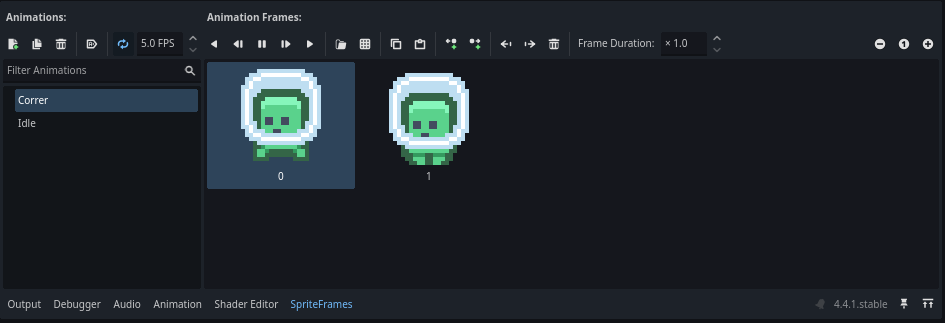 Animations:
Animation Frames:
5.0 FPS
Frame Duration: × 1.0
Filter Animations
Correr
Idle
0
1
Output Debugger Audio Animation Shader Editor SpriteFrames
4.4.1.stable